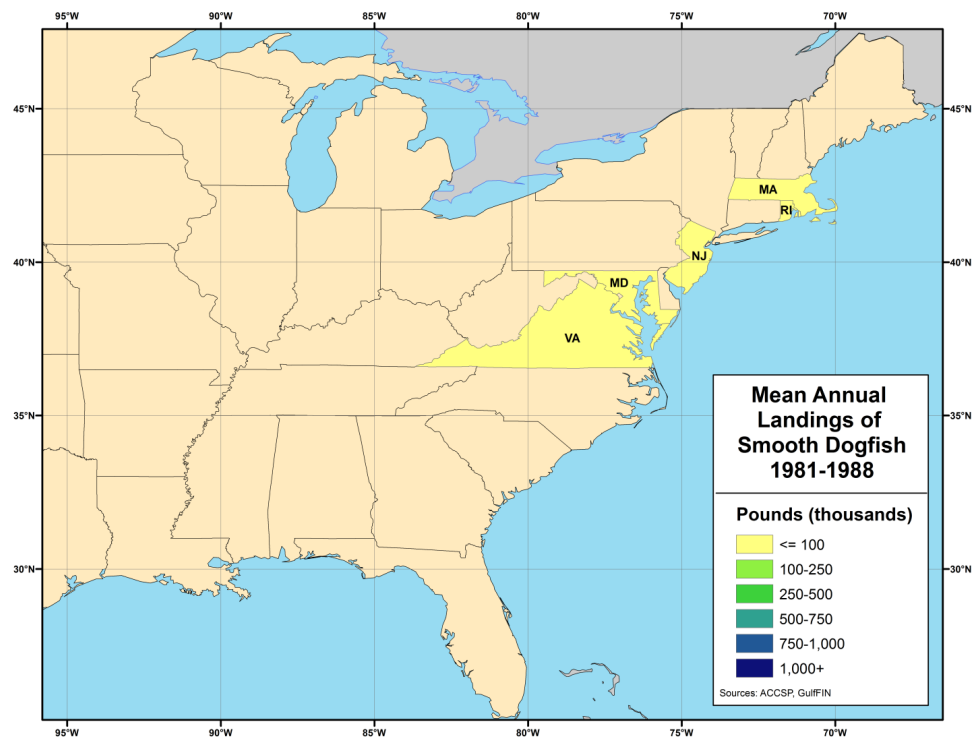 95°W 90°W 85°W 80°W 75°W 70°W
45°N 45°N
MA
RI
NJ
40°N 40°N
MD
VA
35°N 35°N
Mean Annual
Landings of
Smooth Dogfish
1981-1988
Pounds (thousands)
<= 100
30°N 30°N
100-250
250-500
500-750
750-1,000
1,000+
Sources: ACCSP, GulfFIN
95°W 90°W 85°W 80°W 75°W 70°W